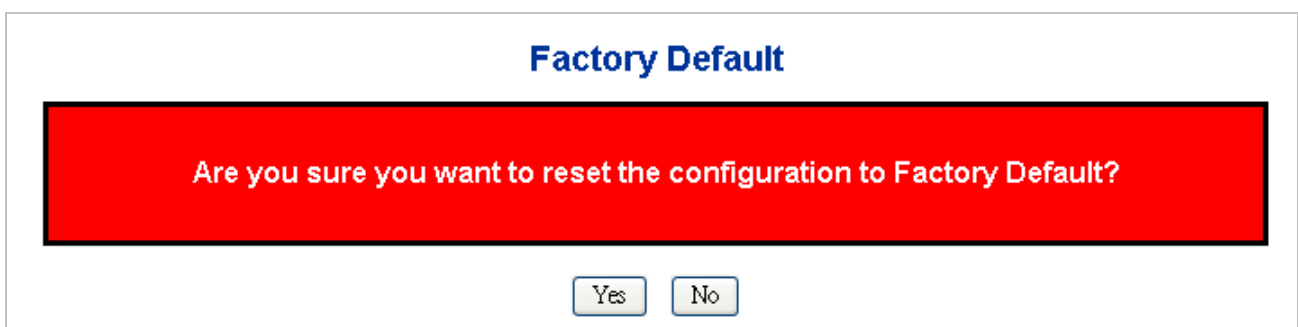 Factory Default
Are you sure you want to reset the configuration to Factory Default?
Yes No